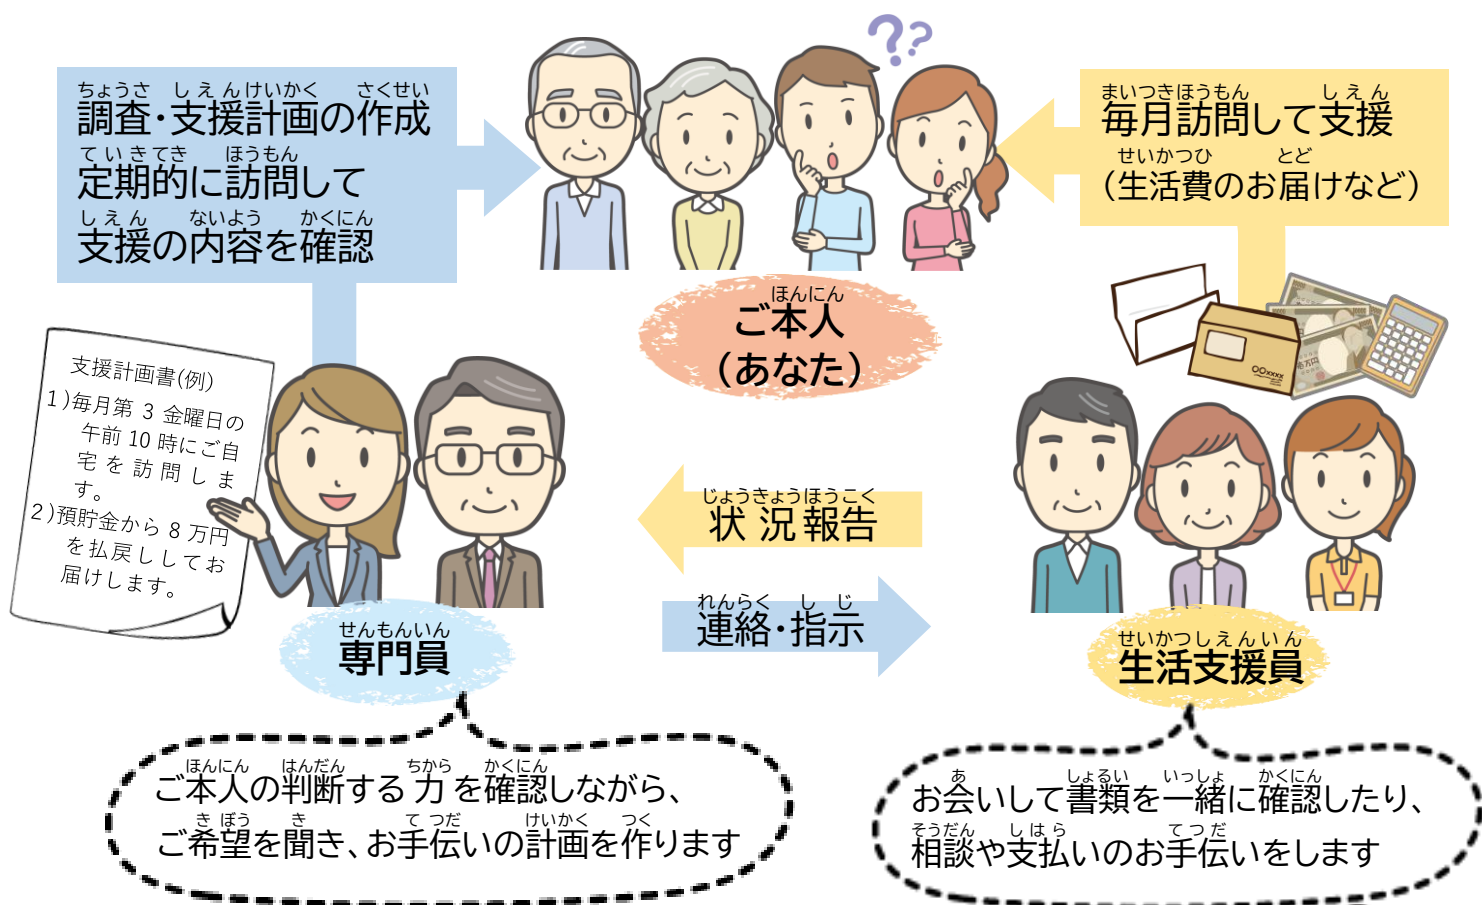 調査・支援計画の作成
ちょうさ しえんけいかく さくせい
定期的に訪問して
ていきてき ほうもん
支援の内容を確認
しえん ないよう かくにん
??
毎月訪問して支援
まいつきほうもん しえん
（生活費のお届けなど）
せいかつひ とど
ご本人
ほんにん
（あなた）
支援計画書(例)
1)毎月第 3 金曜日の
午前 10 時にご自
宅を訪問しま
す。
2)預貯金から 8 万円
を払戻ししてお
届けします。
状況報告
じょうきょうほうこく
連絡・指示
れんらく しじ
専門員
せんもんいん
生活支援員
せいかつしえんいん
ご本人の判断する力を確認しながら、
ほんにん はんだん ちから かくにん
ご希望を聞き、お手伝いの計画を作ります
きぼう き てつだ けいかく つく
お会いして書類を一緒に確認したり、
あ しょるい いっしょ かくにん
相談や支払いのお手伝いをします
そうだん しはら てつだ
〇〇xxxx
壱万円